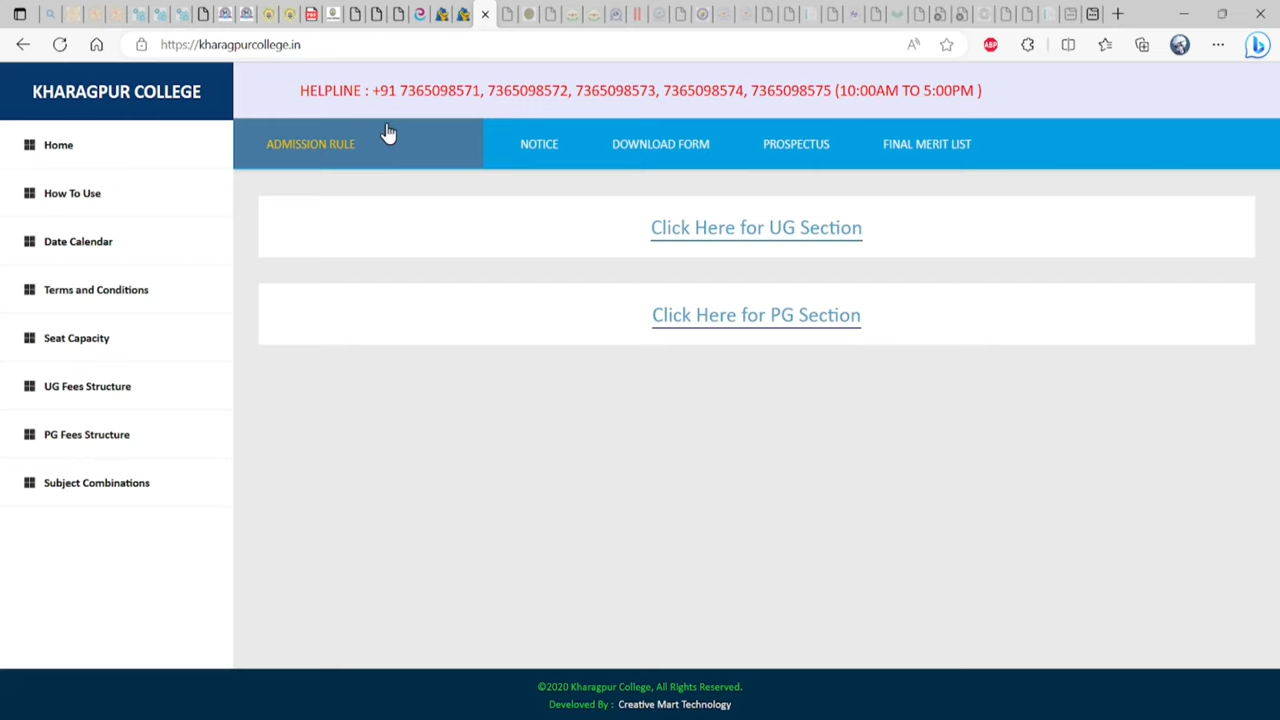 https://kharagpurcollege.in
KHARAGPUR COLLEGE
HELPLINE : +91 7365098571, 7365098572, 7365098573, 7365098574, 7365098575 (10:00AM TO 5:00PM )
ADMISSION RULE
NOTICE
DOWNLOAD FORM
PROSPECTUS
FINAL MERIT LIST
Home
How To Use
Date Calendar
Terms and Conditions
Seat Capacity
UG Fees Structure
PG Fees Structure
Subject Combinations
Click Here for UG Section
Click Here for PG Section
©2020 Kharagpur College, All Rights Reserved.
Developed By : Creative Mart Technology